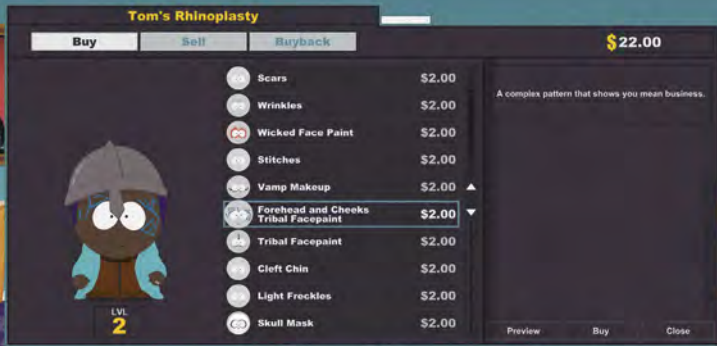 Tom's Rhinoplasty
Buy
Sell
Buyback
$22.00
Scars $2.00
Wrinkles $2.00
Wicked Face Paint $2.00
Stitches $2.00
Vamp Makeup $2.00
Forehead and Cheeks
Tribal Facepaint $2.00
Tribal Facepaint $2.00
Cleft Chin $2.00
Light Freckles $2.00
Skull Mask $2.00
A complex pattern that shows you mean business.
LVL
2
Preview
Buy
Close